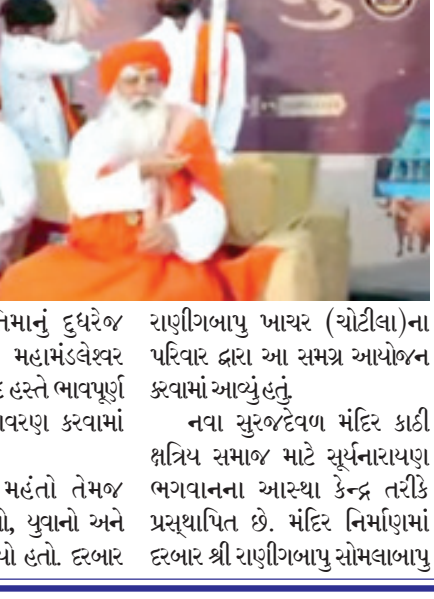 તિમાનું દુધરેજ
મહામંડલેશ્વર
દ હસ્તે ભાવપૂર્ણ
ાવરણ કરવામાં
મહંતો તેમજ
ો, યુવાનો અને
યો હતો. દરબાર
રાણીગબાપુ ખાચર (ચોટીલા)ના
પરિવાર દ્વારા આ સમગ્ર આયોજન
કરવામાં આવ્યું હતું.
નવા સુરજદેવળ મંદિર કાઠી
ક્ષત્રિય સમાજ માટે સૂર્યનારાયણ
ભગવાનના આસ્થા કેન્દ્ર તરીકે
પ્રસ્થાપિત છે. મંદિર નિર્માણમાં
દરબાર શ્રી રાણીગબાપુ સોમલાબાપુ